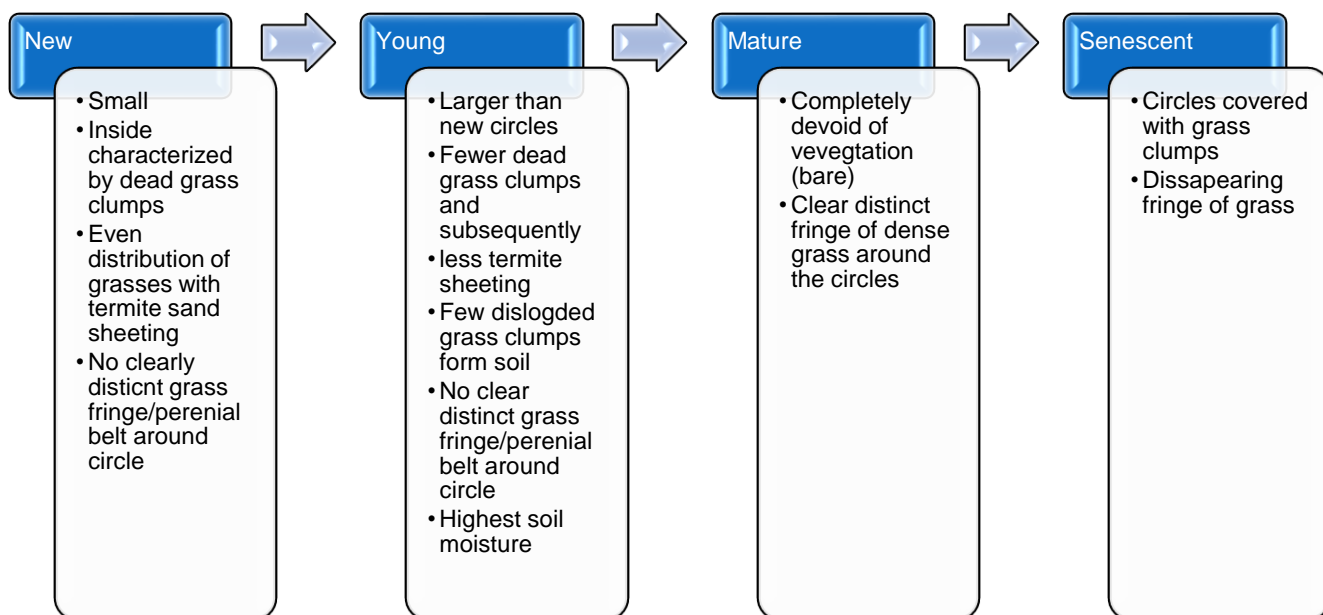 New
• Small
• Inside
characterized
by dead grass
clumps
• Even
distribution of
grasses with
termite sand
sheeting
• No clearly
disticnt grass
fringe/perenial
belt around
circle
Young
• Larger than
new circles
• Fewer dead
grass clumps
and
subsequently
• less termite
sheeting
• Few dislogded
grass clumps
form soil
• No clear
distinct grass
fringe/perenial
belt around
circle
• Highest soil
moisture
Mature
• Completely
devoid of
vevegtation
(bare)
• Clear distinct
fringe of dense
grass around
the circles
Senescent
• Circles covered
with grass
clumps
• Dissapearing
fringe of grass